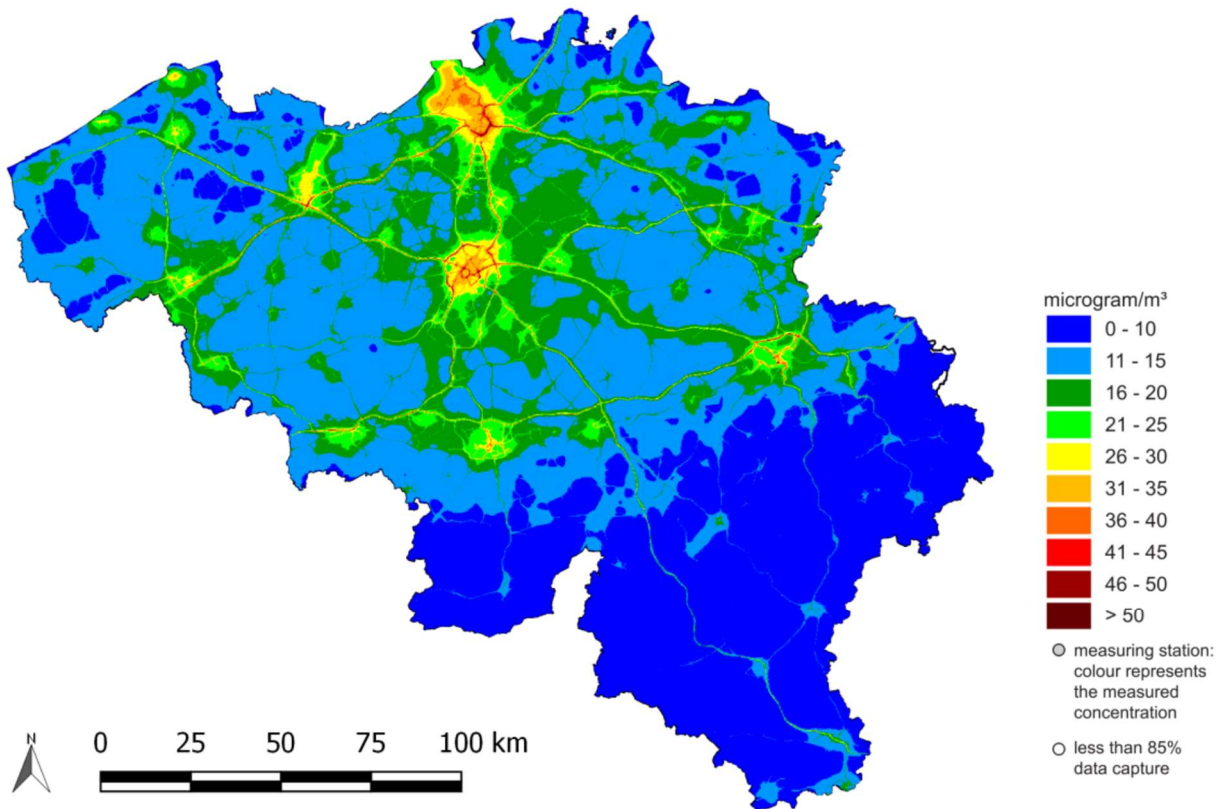 microgram/m³
0 - 10
11 - 15
16 - 20
21 - 25
26 - 30
31 - 35
36 - 40
41 - 45
46 - 50
> 50
measuring station:
colour represents
the measured
concentration
less than 85%
data capture
N
0 25 50 75 100 km